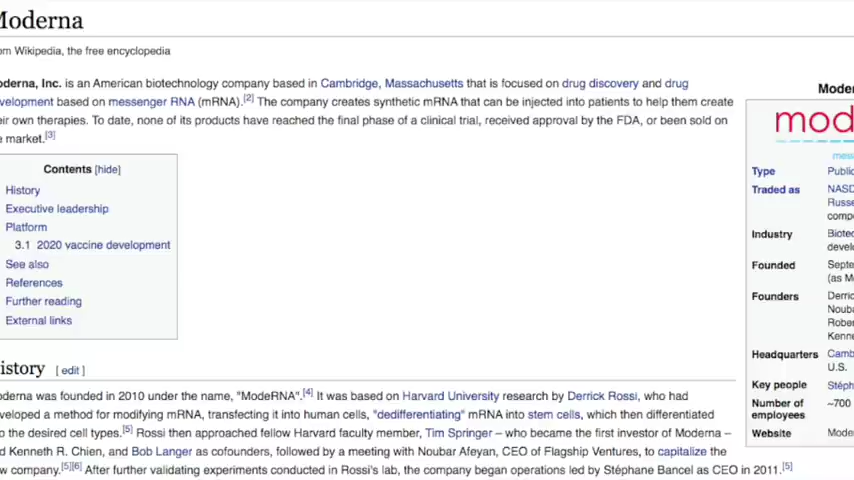 Moderna
om Wikipedia, the free encyclopedia
oderna, Inc. is an American biotechnology company based in Cambridge, Massachusetts that is focused on drug discovery and drug
velopment based on messenger RNA (mRNA).[2] The company creates synthetic mRNA that can be injected into patients to help them create
eir own therapies. To date, none of its products have reached the final phase of a clinical trial, received approval by the FDA, or been sold on
e market.[3]
Contents [hide]
History
Executive leadership
Platform
3.1 2020 vaccine development
See also
References
Further reading
External links
istory [ edit ]
oderna was founded in 2010 under the name, "ModeRNA".[4] It was based on Harvard University research by Derrick Rossi, who had
veloped a method for modifying mRNA, transfecting it into human cells, "dedifferentiating" mRNA into stem cells, which then differentiated
o the desired cell types.[5] Rossi then approached fellow Harvard faculty member, Tim Springer – who became the first investor of Moderna –
d Kenneth R. Chien, and Bob Langer as cofounders, followed by a meeting with Noubar Afeyan, CEO of Flagship Ventures, to capitalize the
w company.[5][6] After further validating experiments conducted in Rossi's lab, the company began operations led by Stéphane Bancel as CEO in 2011.[5]
Moder
mod
mes
Type Public
Traded as NASD
Russe
compo
Industry Biotec
develo
Founded Septe
(as M
Founders Derric
Nouba
Rober
Kenne
Headquarters Camb
U.S.
Key people Stéph
Number of employees ~700
Website Moder